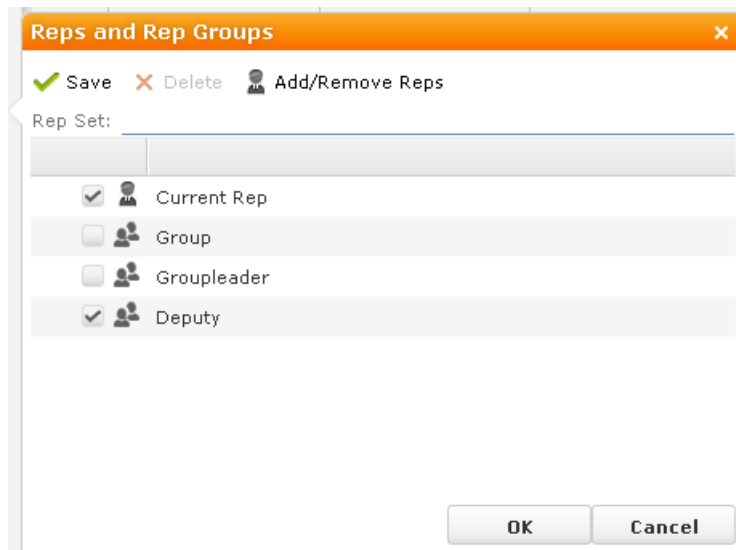 Reps and Rep Groups
Save Delete Add/Remove Reps
Rep Set:
Current Rep
Group
Groupleader
Deputy
OK Cancel